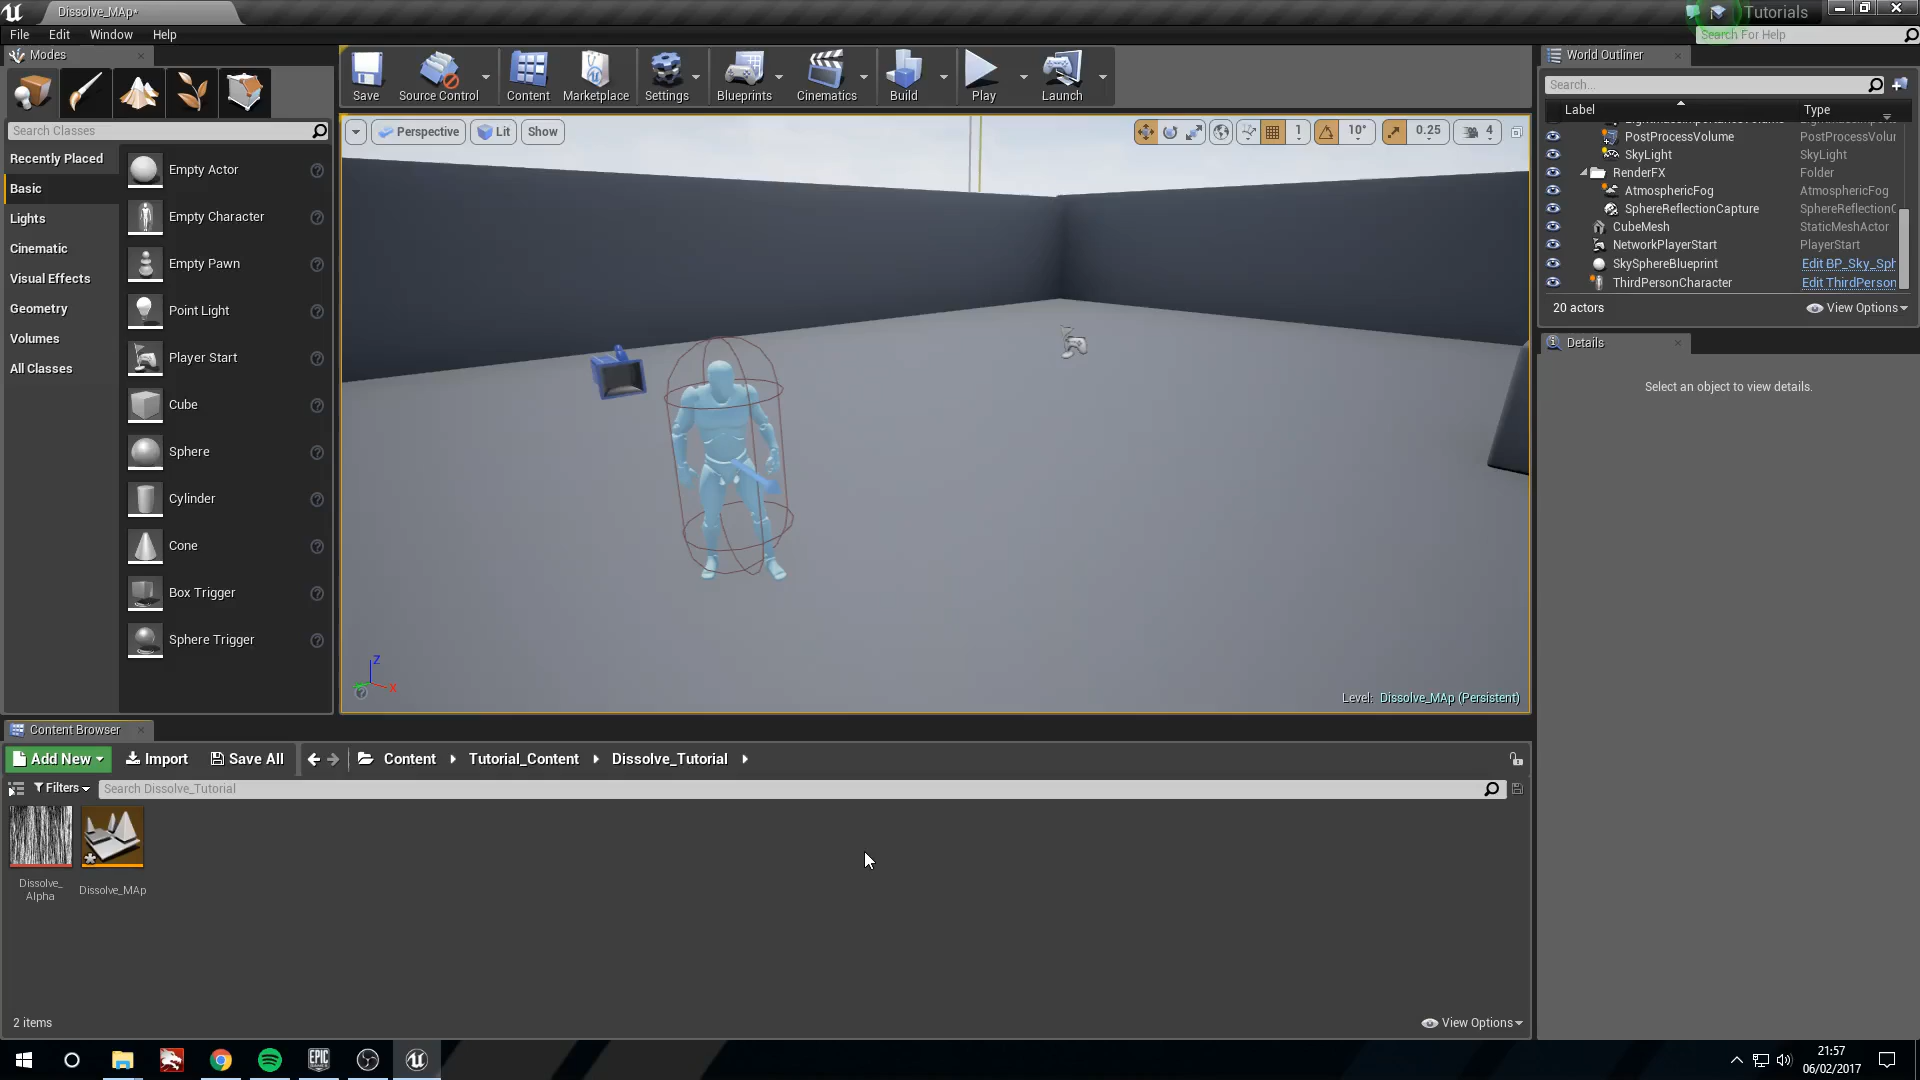 Dissolve_MAp*
Tutorials
File
Edit
Window
Help
Search For Help
Modes
Search Classes
Recently Placed
Basic
Lights
Cinematic
Visual Effects
Geometry
Volumes
All Classes
Empty Actor
Empty Character
Empty Pawn
Point Light
Player Start
Cube
Sphere
Cylinder
Cone
Box Trigger
Sphere Trigger
Save
Source Control
Content
Marketplace
Settings
Blueprints
Cinematics
Build
Play
Launch
Perspective
Lit
Show
1
10°
0.25
4
Z
X
Level: Dissolve_MAp (Persistent)
World Outliner
Search...
Label
Type
PostProcessVolume
PostProcessVolur
SkyLight
SkyLight
RenderFX
Folder
AtmosphericFog
AtmosphericFog
SphereReflectionCapture
SphereReflectionC
CubeMesh
StaticMeshActor
NetworkPlayerStart
PlayerStart
SkySphereBlueprint
Edit BP_Sky_Sph
ThirdPersonCharacter
Edit ThirdPerson
20 actors
View Options
Details
Select an object to view details.
Content Browser
Add New
Import
Save All
Content
Tutorial_Content
Dissolve_Tutorial
Filters
Search Dissolve_Tutorial
Dissolve_
Alpha
Dissolve_MAp
2 items
View Options
EPIC
GAMES
21:57
06/02/2017